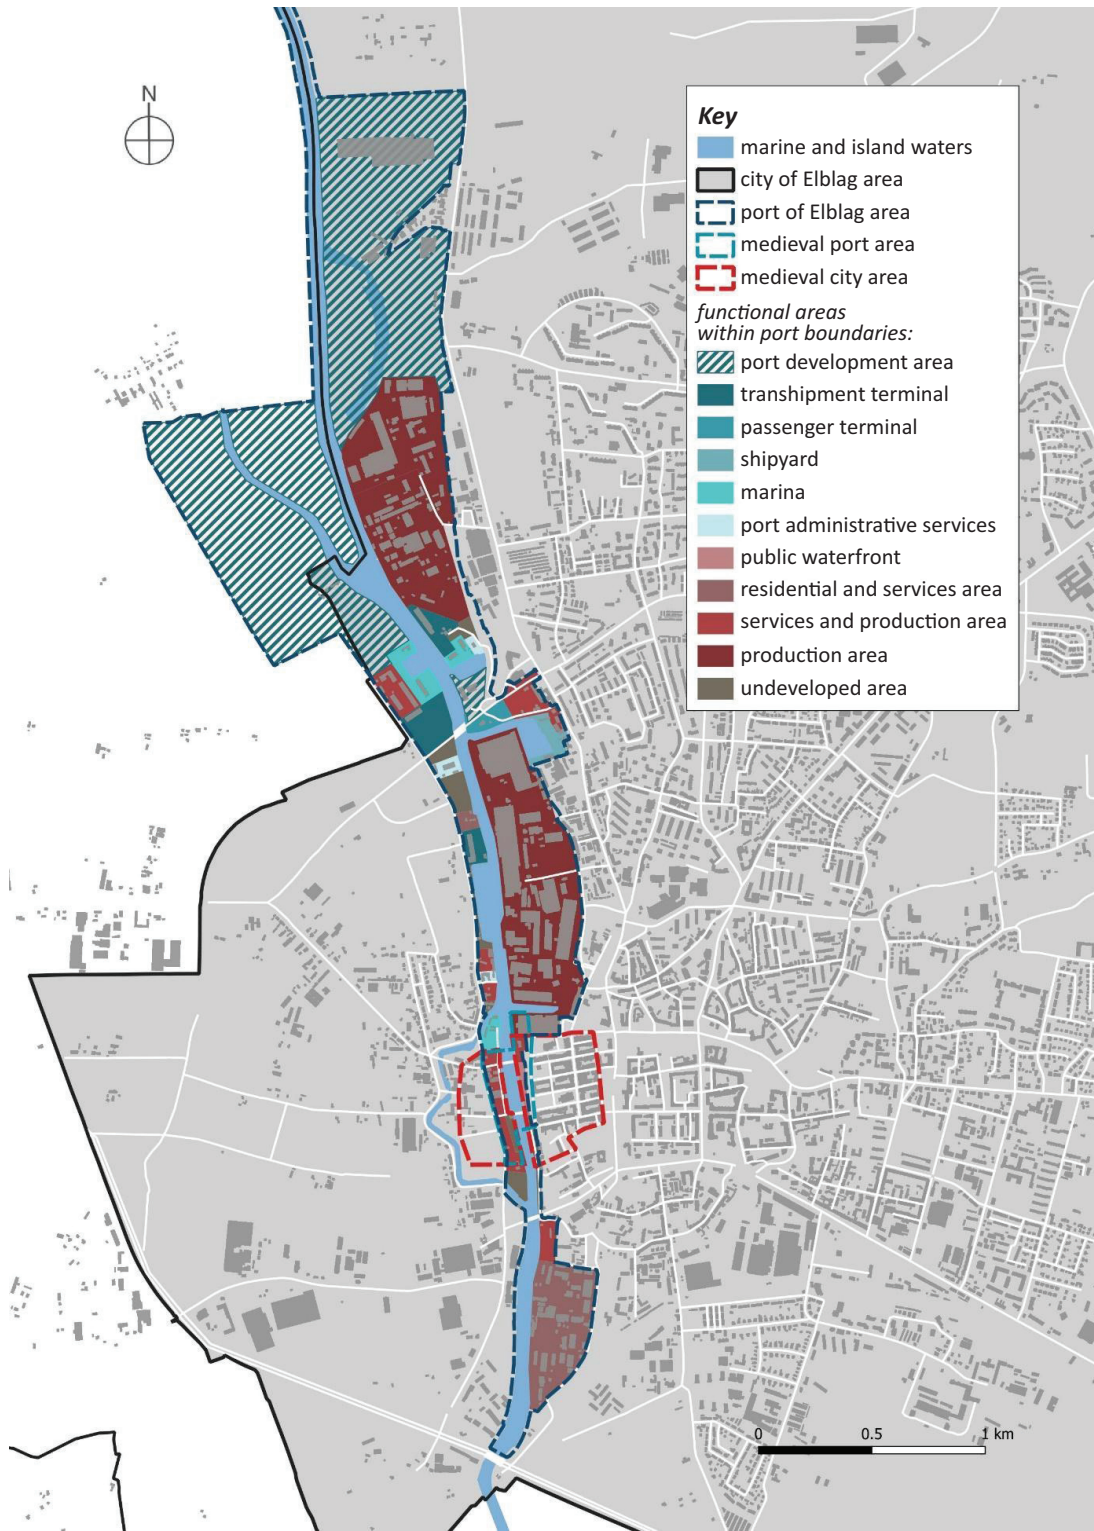 N
Key
marine and island waters
city of Elblag area
port of Elblag area
medieval port area
medieval city area
functional areas
within port boundaries:
port development area
transhipment terminal
passenger terminal
shipyard
marina
port administrative services
public waterfront
residential and services area
services and production area
production area
undeveloped area
0 0.5 1 km